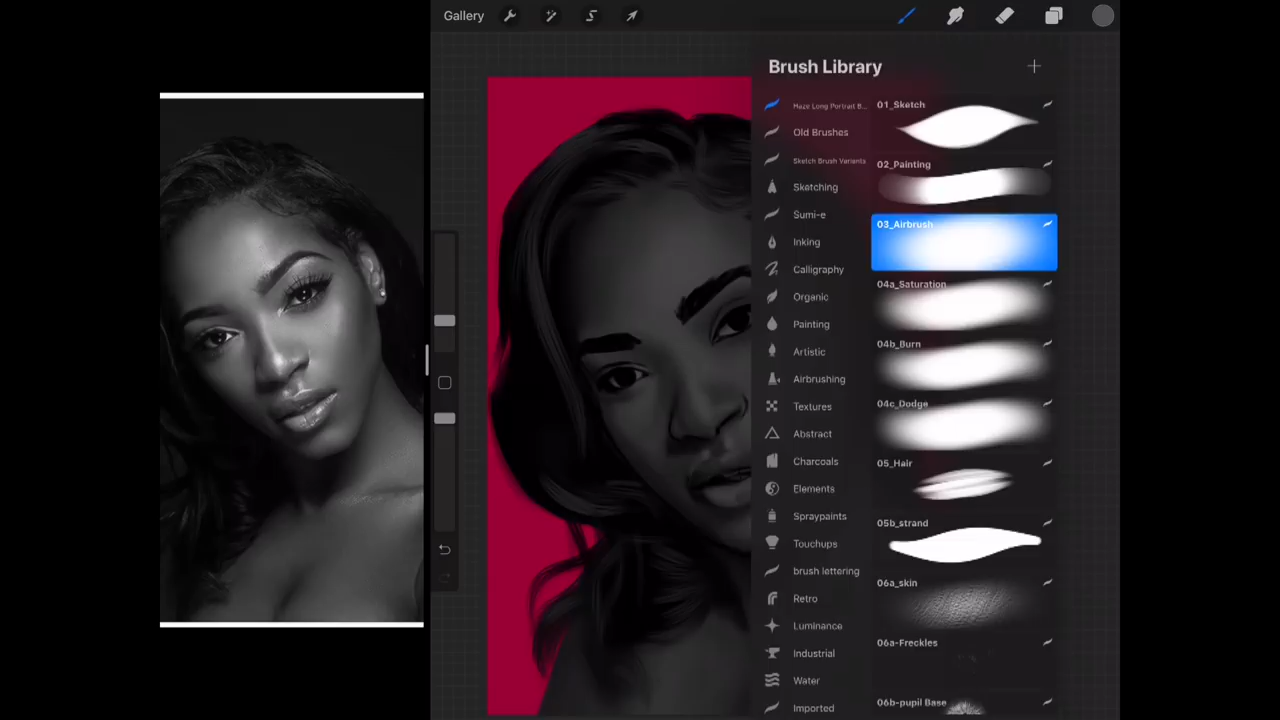 Gallery
Brush Library
Haze Long Portrait B...
Old Brushes
Sketch Brush Variants
Sketching
Sumi-e
Inking
Calligraphy
Organic
Painting
Artistic
Airbrushing
Textures
Abstract
Charcoals
Elements
Spraypaints
Touchups
brush lettering
Retro
Luminance
Industrial
Water
Imported
01_Sketch
02_Painting
03_Airbrush
04a_Saturation
04b_Burn
04c_Dodge
05_Hair
05b_strand
06a_skin
06a-Freckles
06b-pupil Base